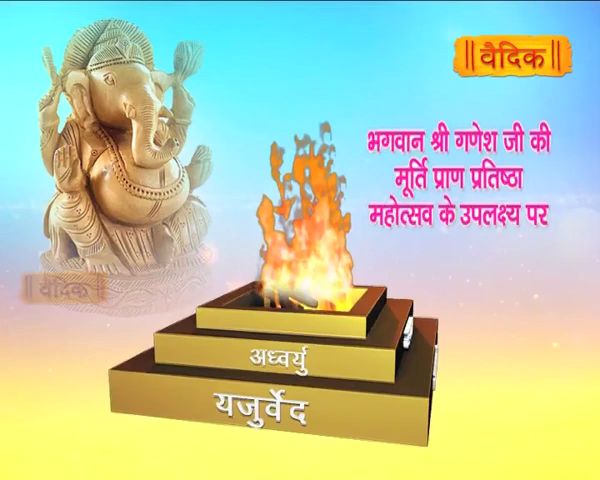 ॥ वैदिक ॥
भगवान श्री गणेश जी की
मूर्ति प्राण प्रतिष्ठा
महोत्सव के उपलक्ष्य पर
॥ वैदिक ॥
अध्वर्यु
यजुर्वेद